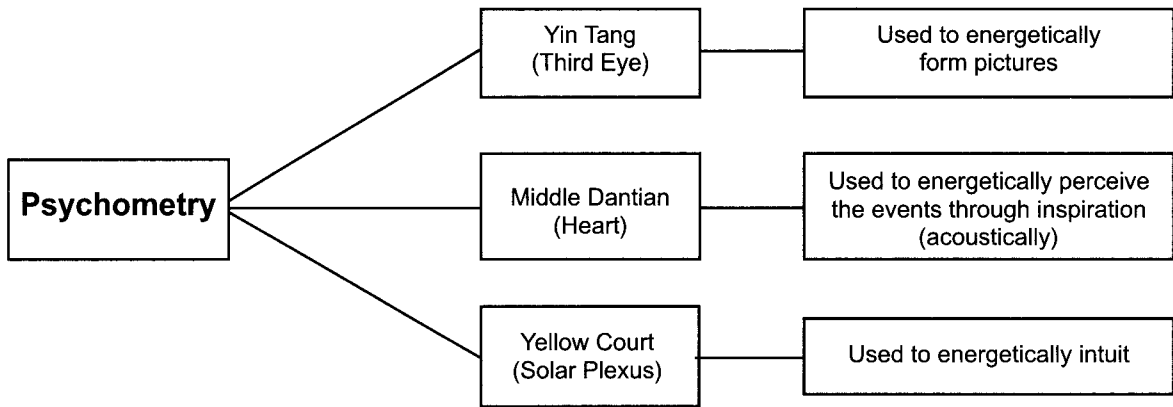 Psychometry
Yin Tang
(Third Eye)
Used to energetically
form pictures
Middle Dantian
(Heart)
Used to energetically perceive
the events through inspiration
(acoustically)
Yellow Court
(Solar Plexus)
Used to energetically intuit